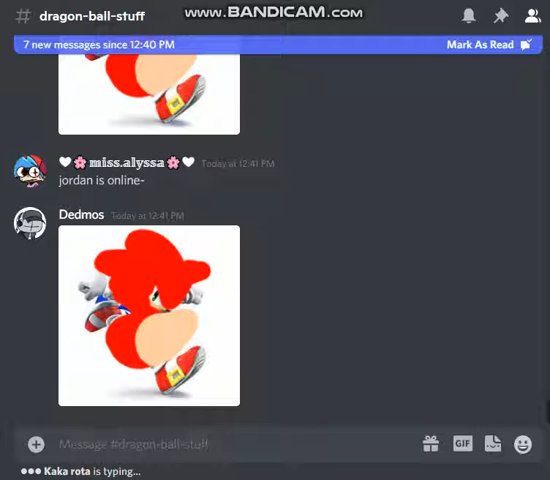 www.BANDICAM.com
# dragon-ball-stuff
7 new messages since 12:40 PM Mark As Read
🤍🌸𝕞𝕚𝕤𝕤.𝕒𝕝𝕪𝕤𝕤𝕒🌸🤍 Today at 12:41 PM
jordan is online-
Dedmos Today at 12:41 PM
Message #dragon-ball-stuff
GIF
Kaka rota is typing...